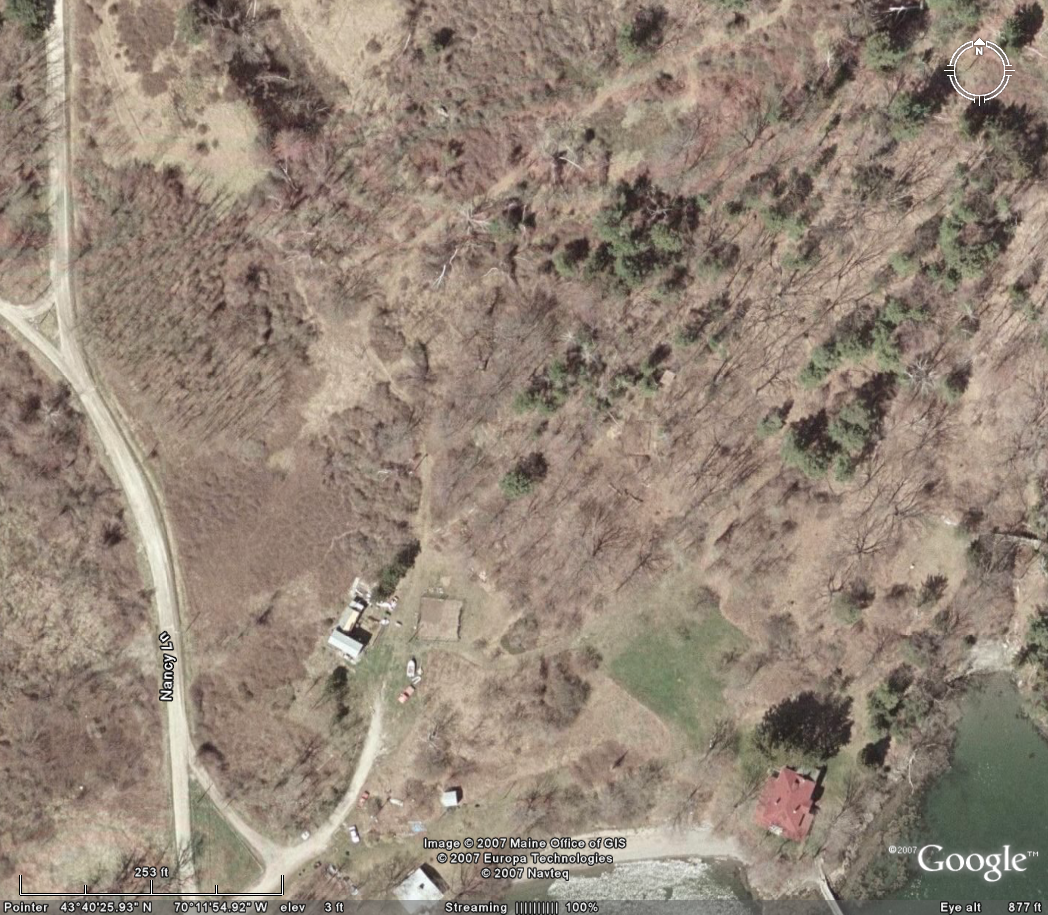 N
Nancy Ln
Image © 2007 Maine Office of GIS
© 2007 Europa Technologies
© 2007 Navteq
©2007 Google™
253 ft
Pointer 43°40'25.93" N 70°11'54.92" W elev 3 ft Streaming |||||||||| 100% Eye alt 877 ft